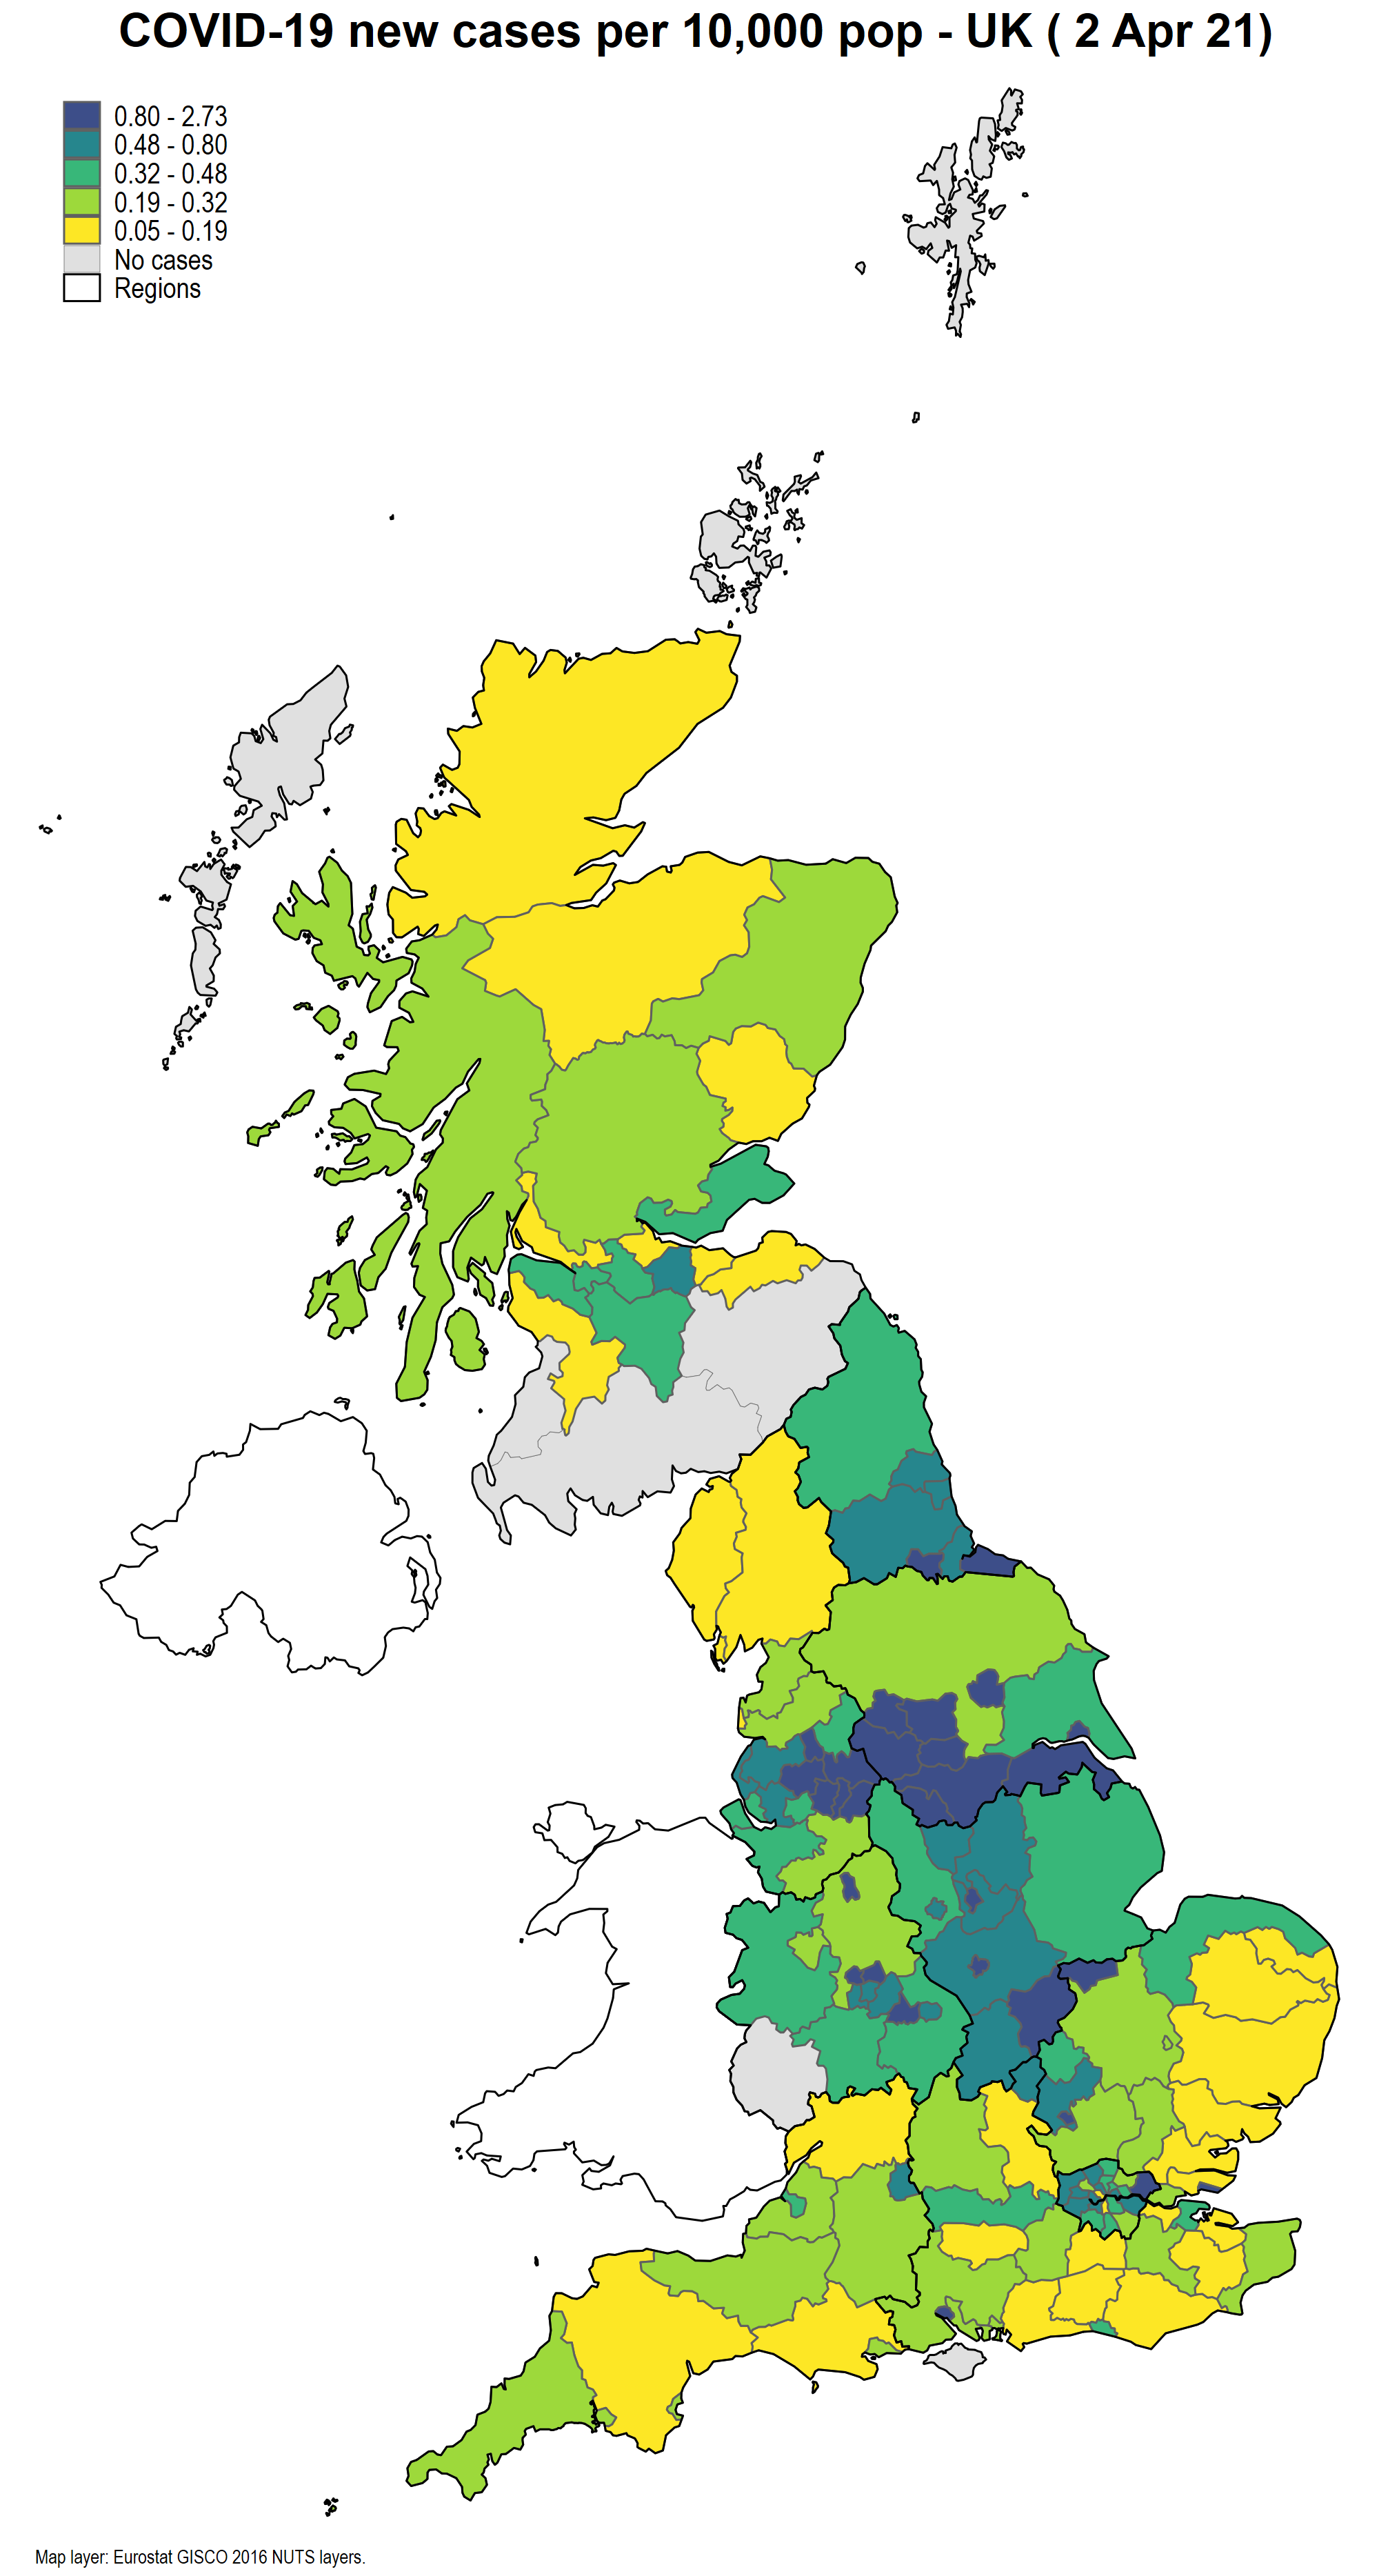 COVID-19 new cases per 10,000 pop - UK ( 2 Apr 21)
0.80 - 2.73
0.48 - 0.80
0.32 - 0.48
0.19 - 0.32
0.05 - 0.19
No cases
Regions
Map layer: Eurostat GISCO 2016 NUTS layers.